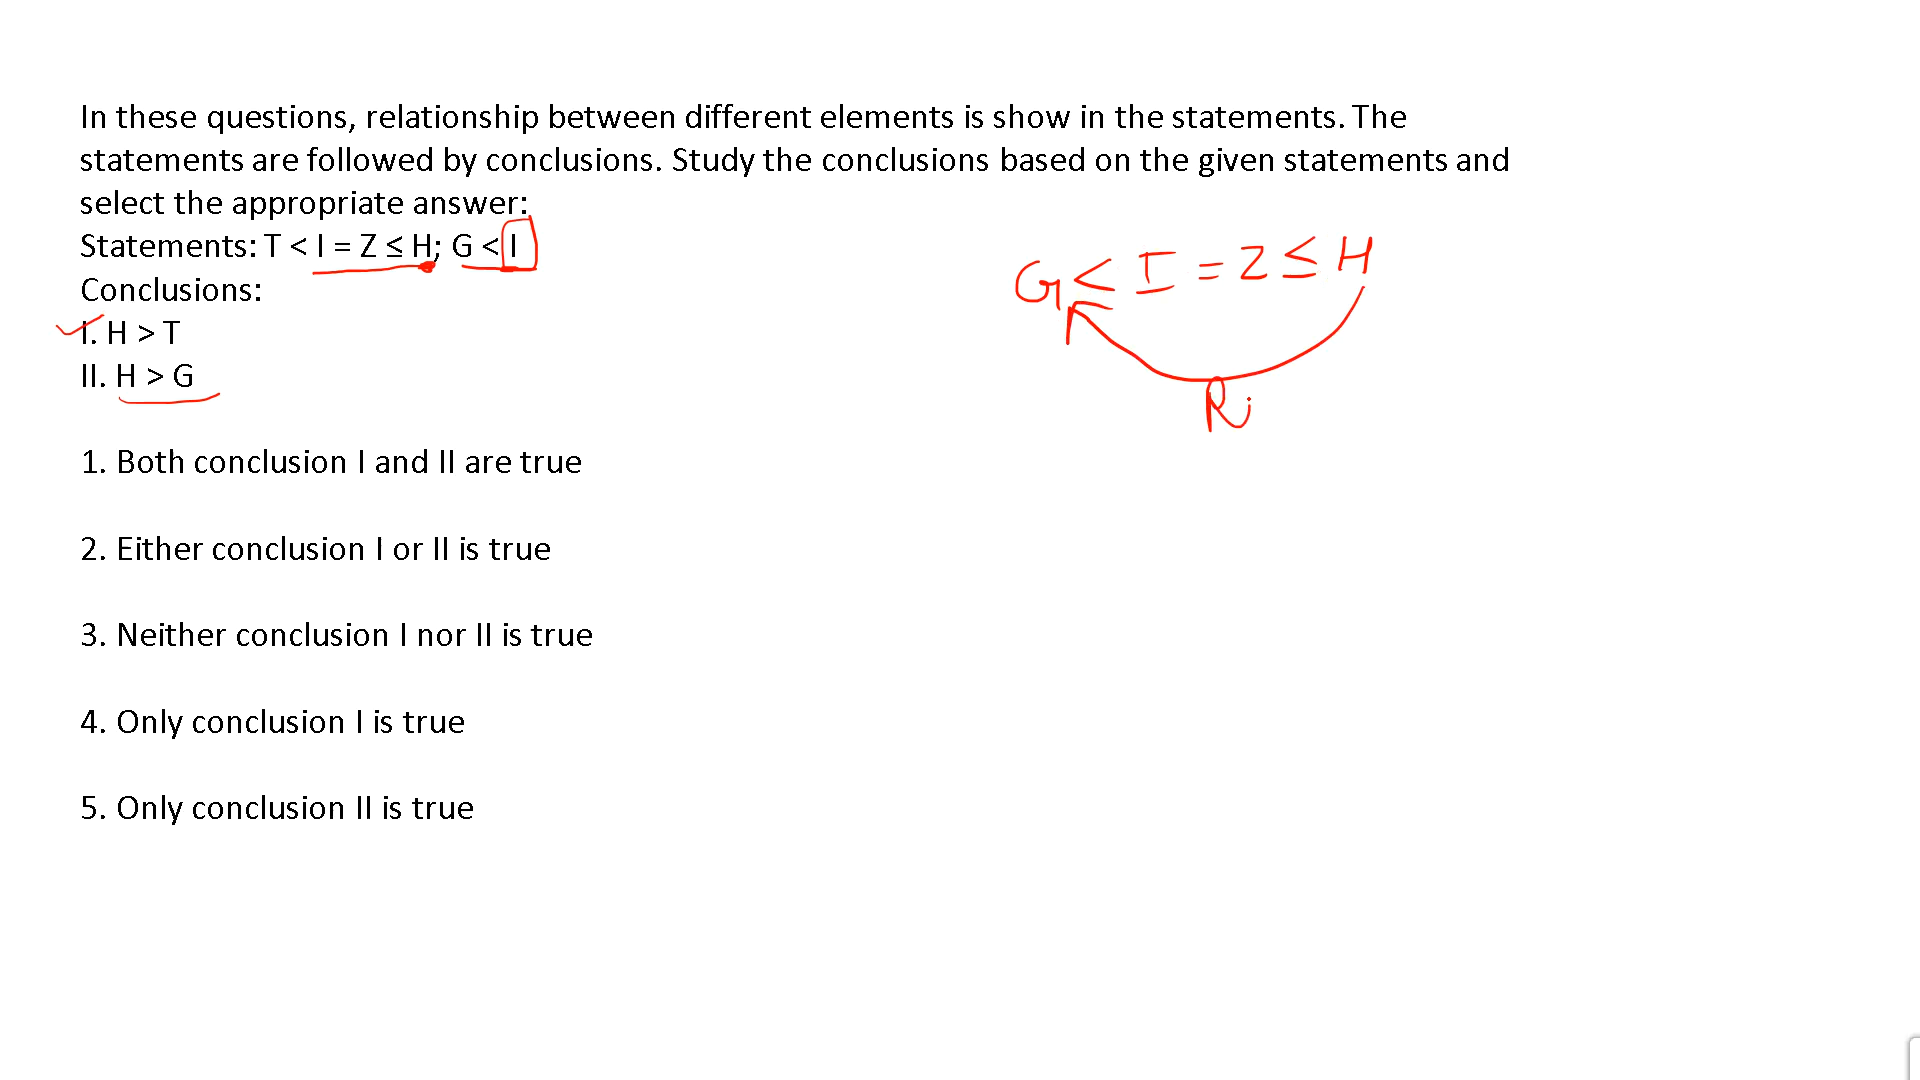 In these questions, relationship between different elements is show in the statements. The
statements are followed by conclusions. Study the conclusions based on the given statements and
select the appropriate answer:
Statements: T < I = Z ≤ H; G < I
Conclusions:
I. H > T
II. H > G
1. Both conclusion I and II are true
2. Either conclusion I or II is true
3. Neither conclusion I nor II is true
4. Only conclusion I is true
5. Only conclusion II is true
G < I = Z ≤ H